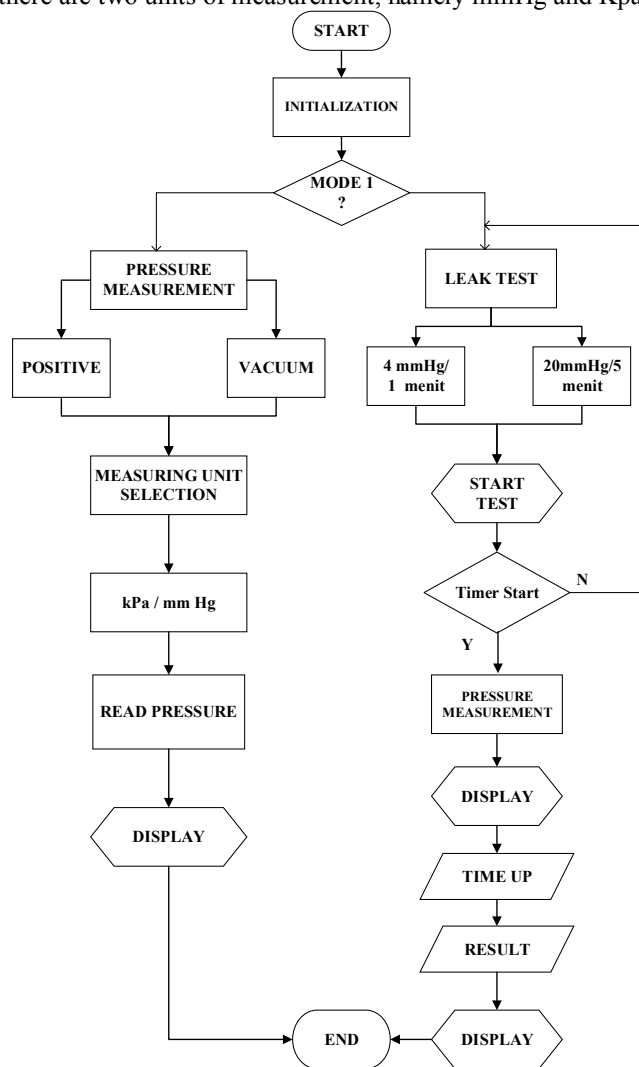 there are two units of measurement, namely mmHg and Kpa
START
INITIALIZATION
MODE 1
?
PRESSURE
MEASUREMENT
POSITIVE
VACUUM
MEASURING UNIT
SELECTION
kPa / mm Hg
READ PRESSURE
DISPLAY
LEAK TEST
4 mmHg/
1 menit
20mmHg/5
menit
START
TEST
Timer Start
N
Y
PRESSURE
MEASUREMENT
DISPLAY
TIME UP
RESULT
DISPLAY
END